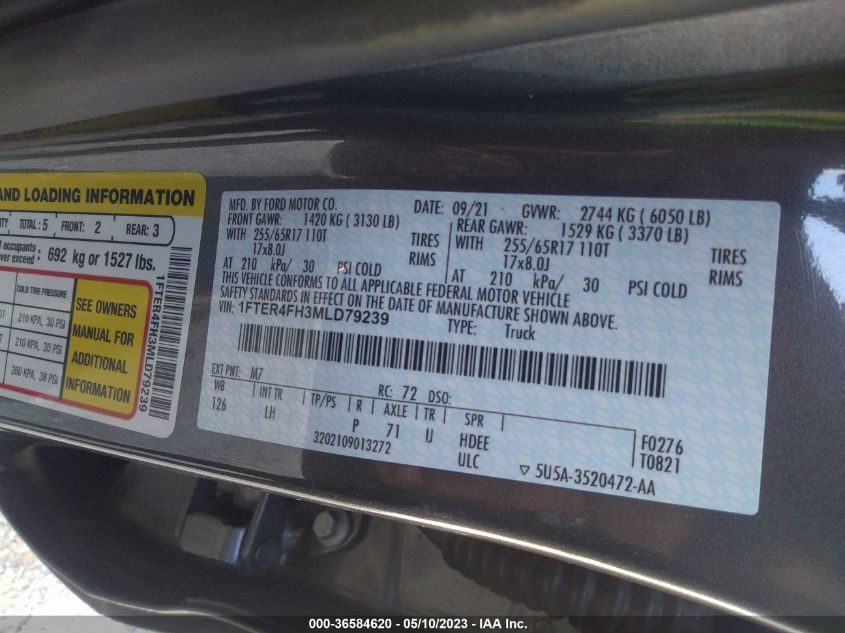 AND LOADING INFORMATION
TOTAL: 5 FRONT: 2 REAR: 3
occupants
exceed: 692 kg or 1527 lbs.
COLD TIRE PRESSURE
210 KPA, 30 PSI
210 KPA, 30 PSI
260 KPA, 38 PSI
SEE OWNERS
MANUAL FOR
ADDITIONAL
INFORMATION
1FTER4FH3MLD79239
MFD. BY FORD MOTOR CO. DATE: 09/21 GVWR: 2744 KG ( 6050 LB)
FRONT GAWR: 1420 KG ( 3130 LB) REAR GAWR: 1529 KG ( 3370 LB)
WITH 255/65R17 110T TIRES WITH 255/65R17 110T TIRES
17x8.0J RIMS 17x8.0J RIMS
AT 210 kPa/ 30 PSI COLD AT 210 kPa/ 30 PSI COLD
THIS VEHICLE CONFORMS TO ALL APPLICABLE FEDERAL MOTOR VEHICLE
SAFETY STANDARDS IN EFFECT ON THE DATE OF MANUFACTURE SHOWN ABOVE.
VIN: 1FTER4FH3MLD79239 TYPE: Truck
EXT PNT: M7 RC: 72 DSO:
WB INT TR TP/PS R AXLE TR SPR
126 LH P 71 U HDEE F0276
3202109013272 ULC T0821
5U5A-3520472-AA
000-36584620 - 05/10/2023 - IAA Inc.